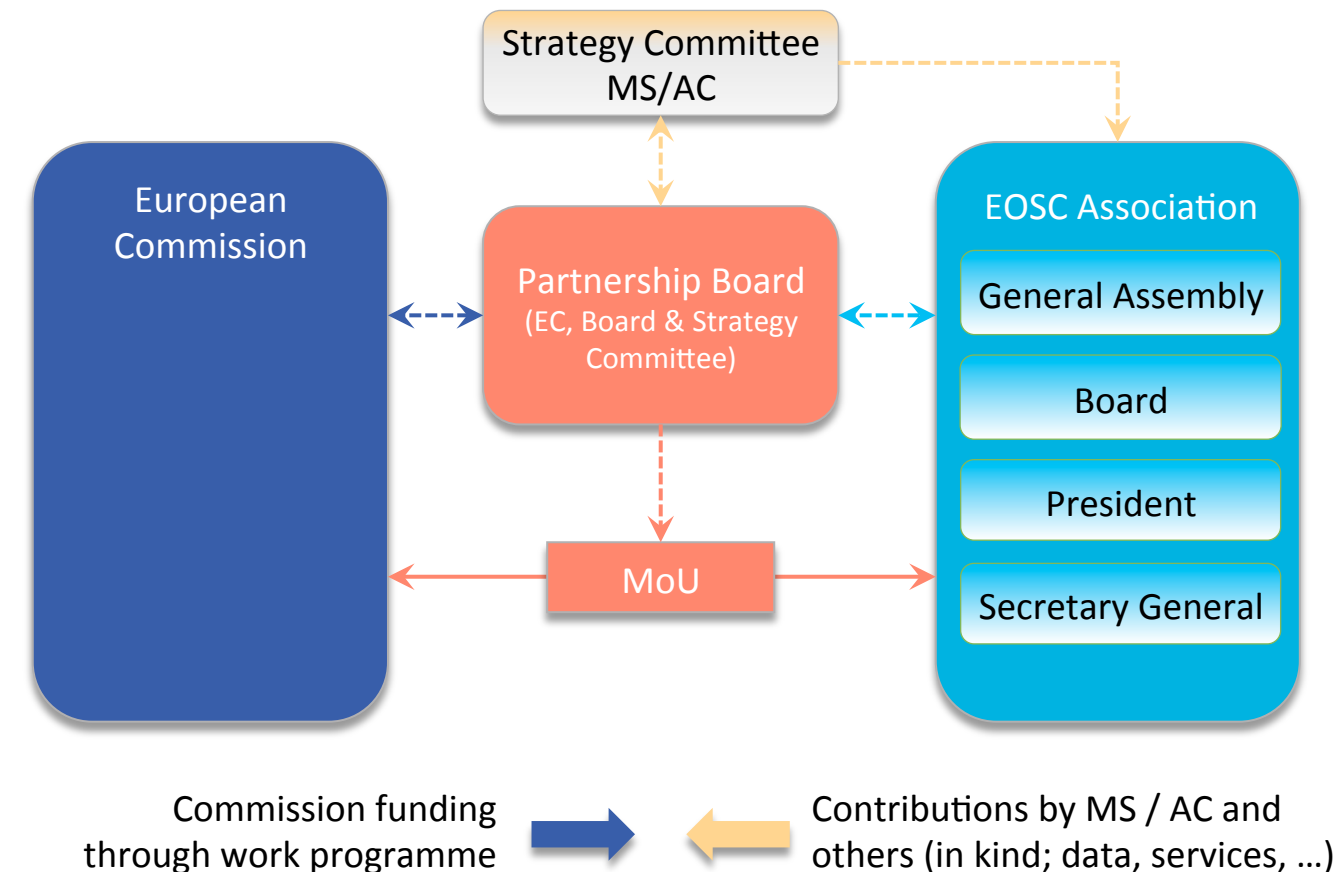 Strategy Committee
MS/AC
European
Commission
Partnership Board
(EC, Board & Strategy
Committee)
MoU
EOSC Association
General Assembly
Board
President
Secretary General
Commission funding
through work programme
Contributions by MS / AC and
others (in kind; data, services, ...)